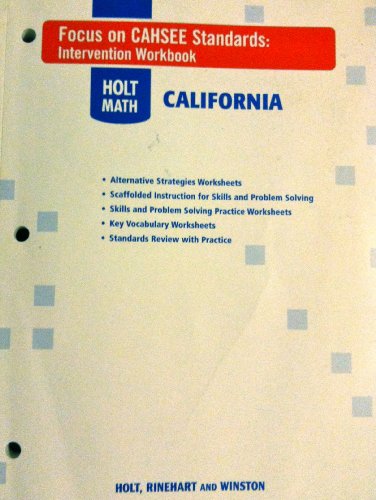 Focus on CAHSEE Standards:
Intervention Workbook
HOLT
MATH
CALIFORNIA
• Alternative Strategies Worksheets
• Scaffolded Instruction for Skills and Problem Solving
• Skills and Problem Solving Practice Worksheets
• Key Vocabulary Worksheets
• Standards Review with Practice
HOLT, RINEHART AND WINSTON